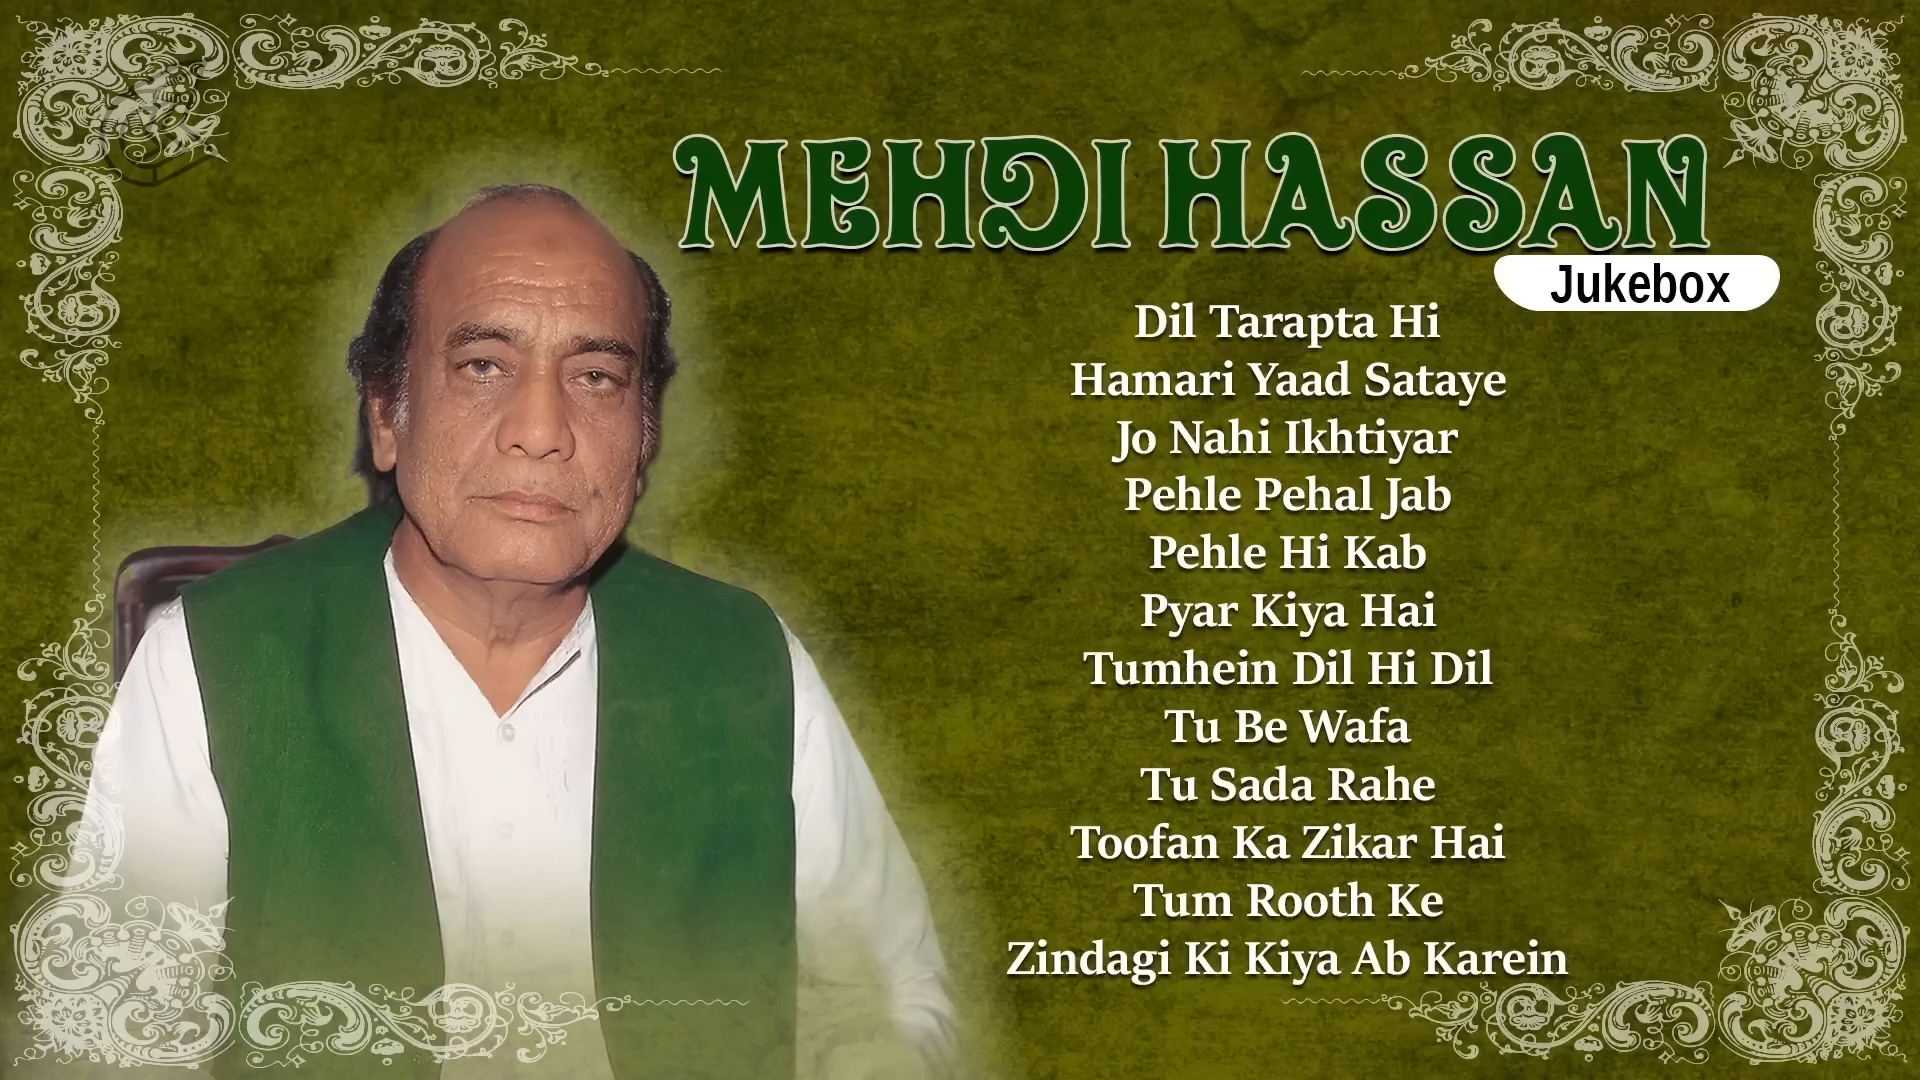 MEHDI HASSAN
Jukebox
Dil Tarapta Hi
Hamari Yaad Sataye
Jo Nahi Ikhtiyar
Pehle Pehal Jab
Pehle Hi Kab
Pyar Kiya Hai
Tumhein Dil Hi Dil
Tu Be Wafa
Tu Sada Rahe
Toofan Ka Zikar Hai
Tum Rooth Ke
Zindagi Ki Kiya Ab Karein